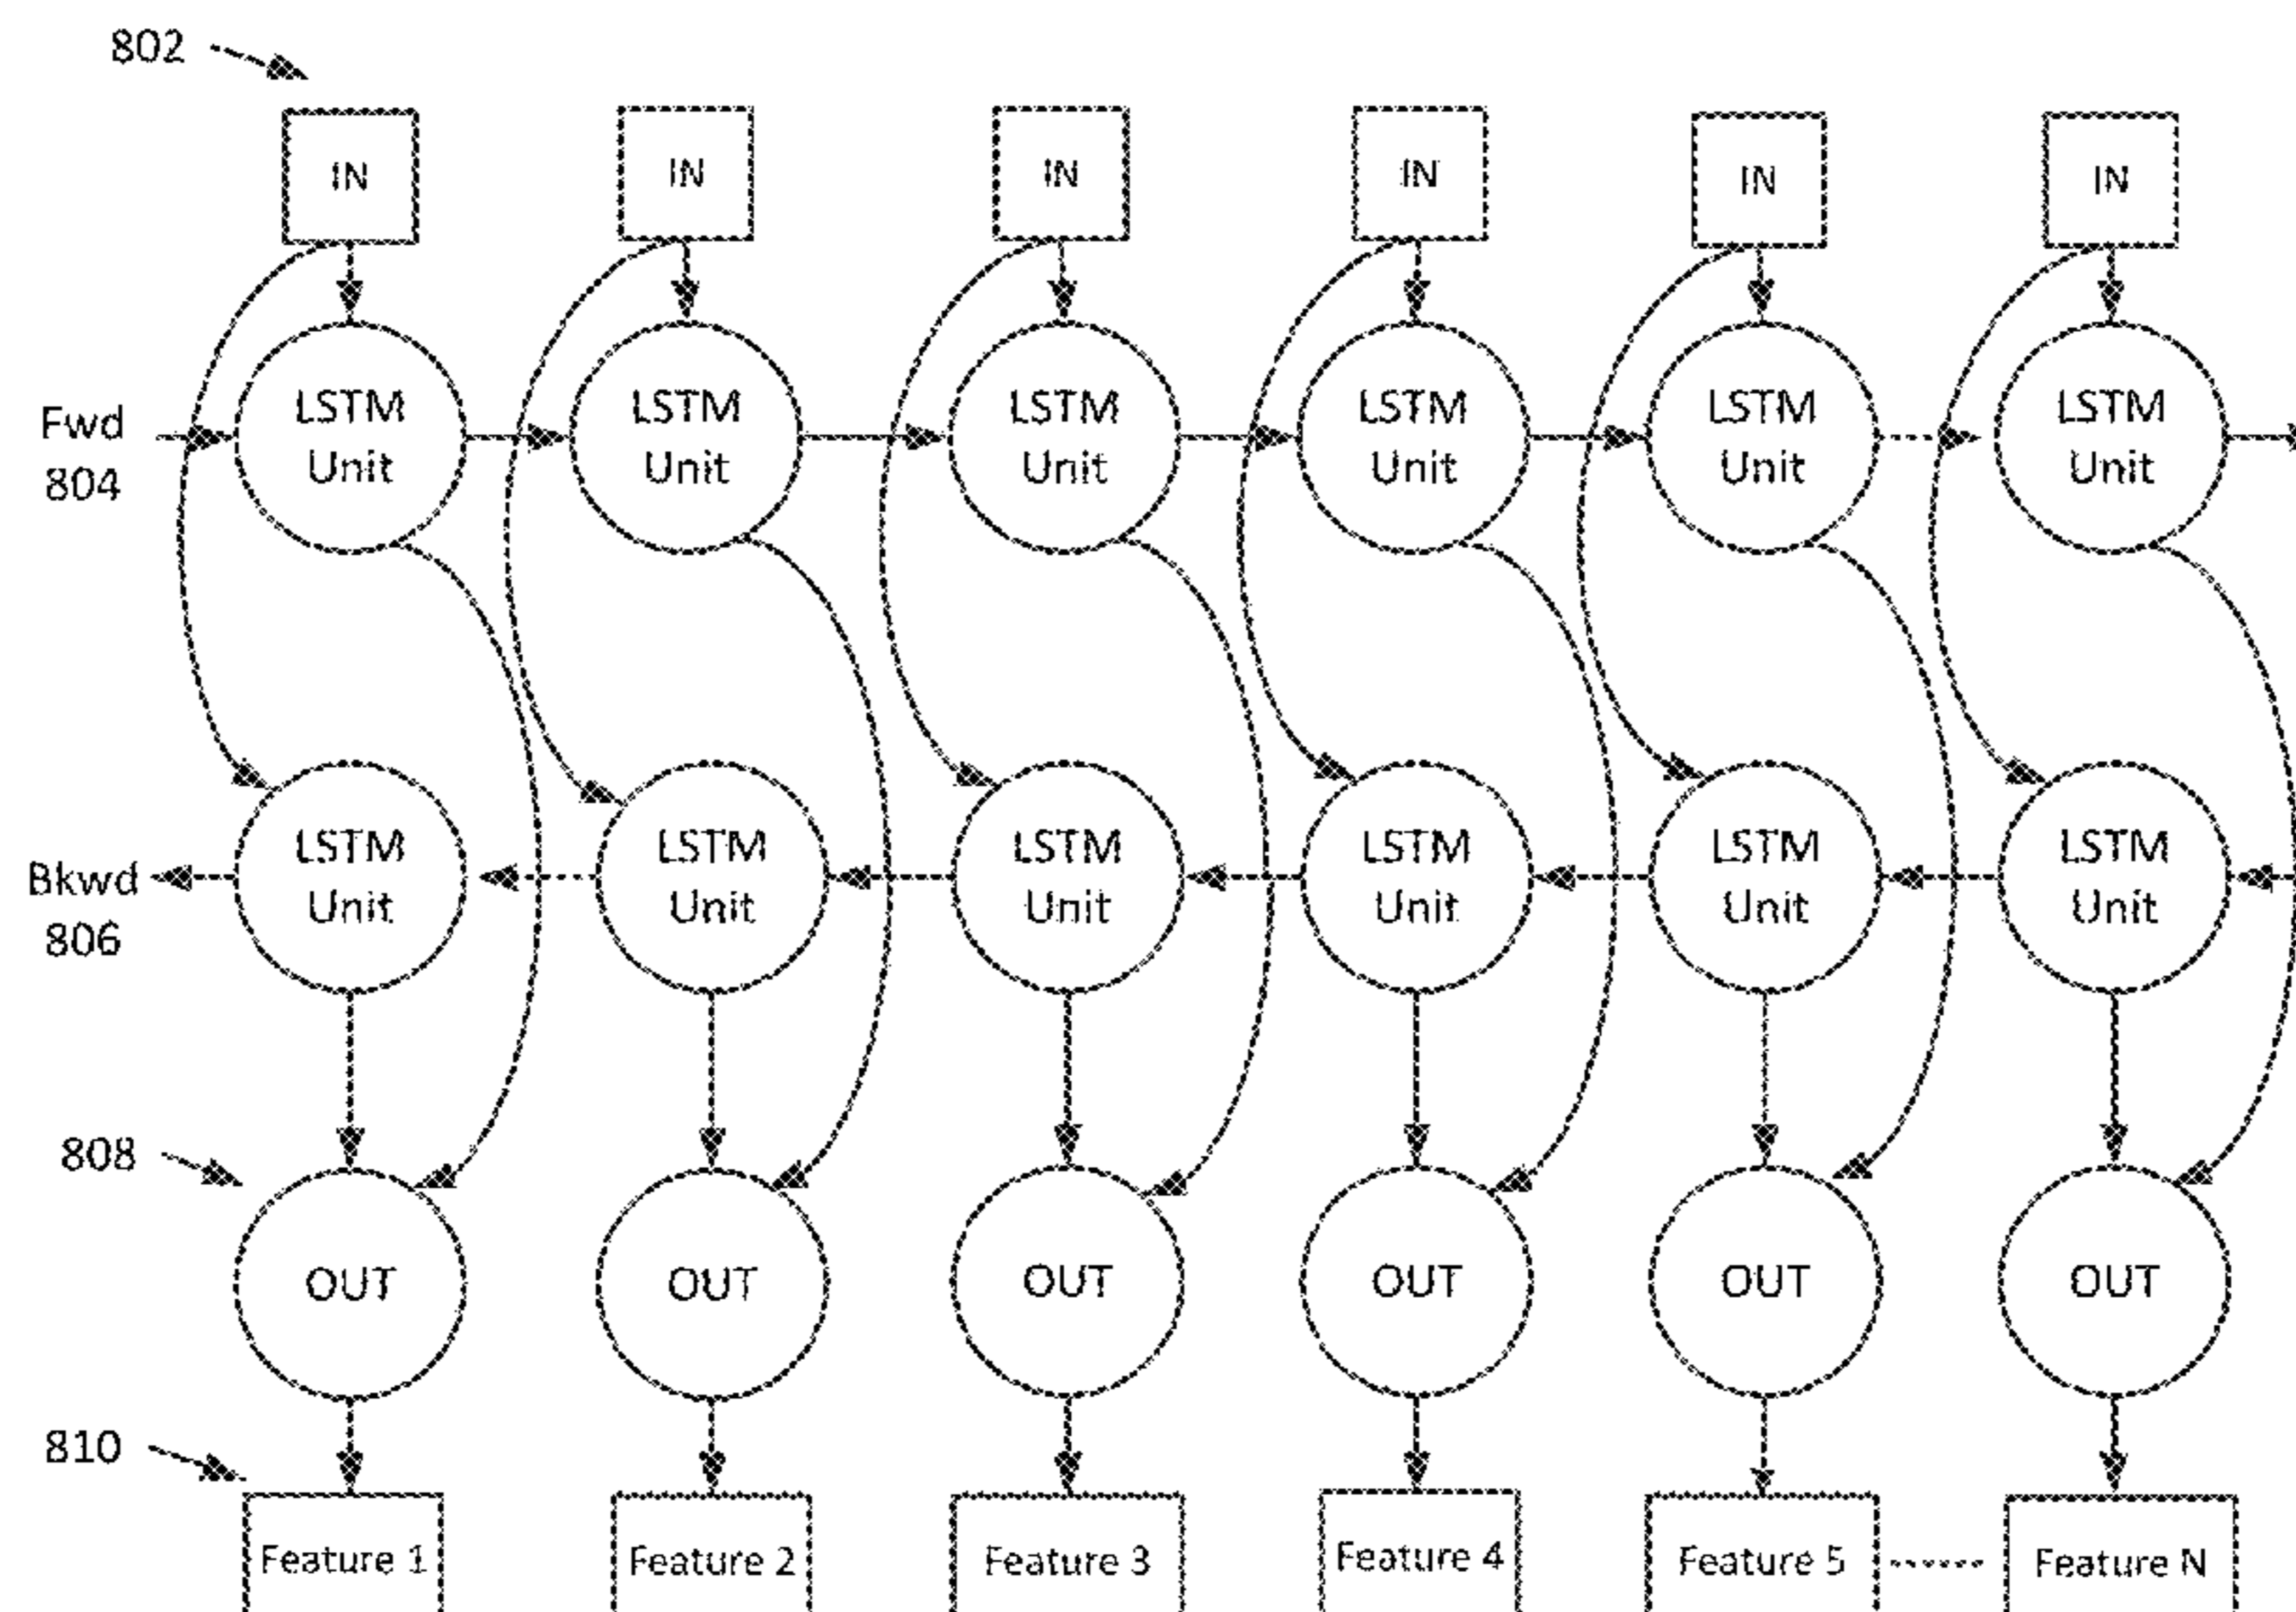 802
IN IN IN IN IN IN
Fwd
804
LSTM
Unit
LSTM
Unit
LSTM
Unit
LSTM
Unit
LSTM
Unit
LSTM
Unit
Bkwd
806
LSTM
Unit
LSTM
Unit
LSTM
Unit
LSTM
Unit
LSTM
Unit
LSTM
Unit
808
OUT OUT OUT OUT OUT OUT
810
Feature 1 Feature 2 Feature 3 Feature 4 Feature 5 Feature N